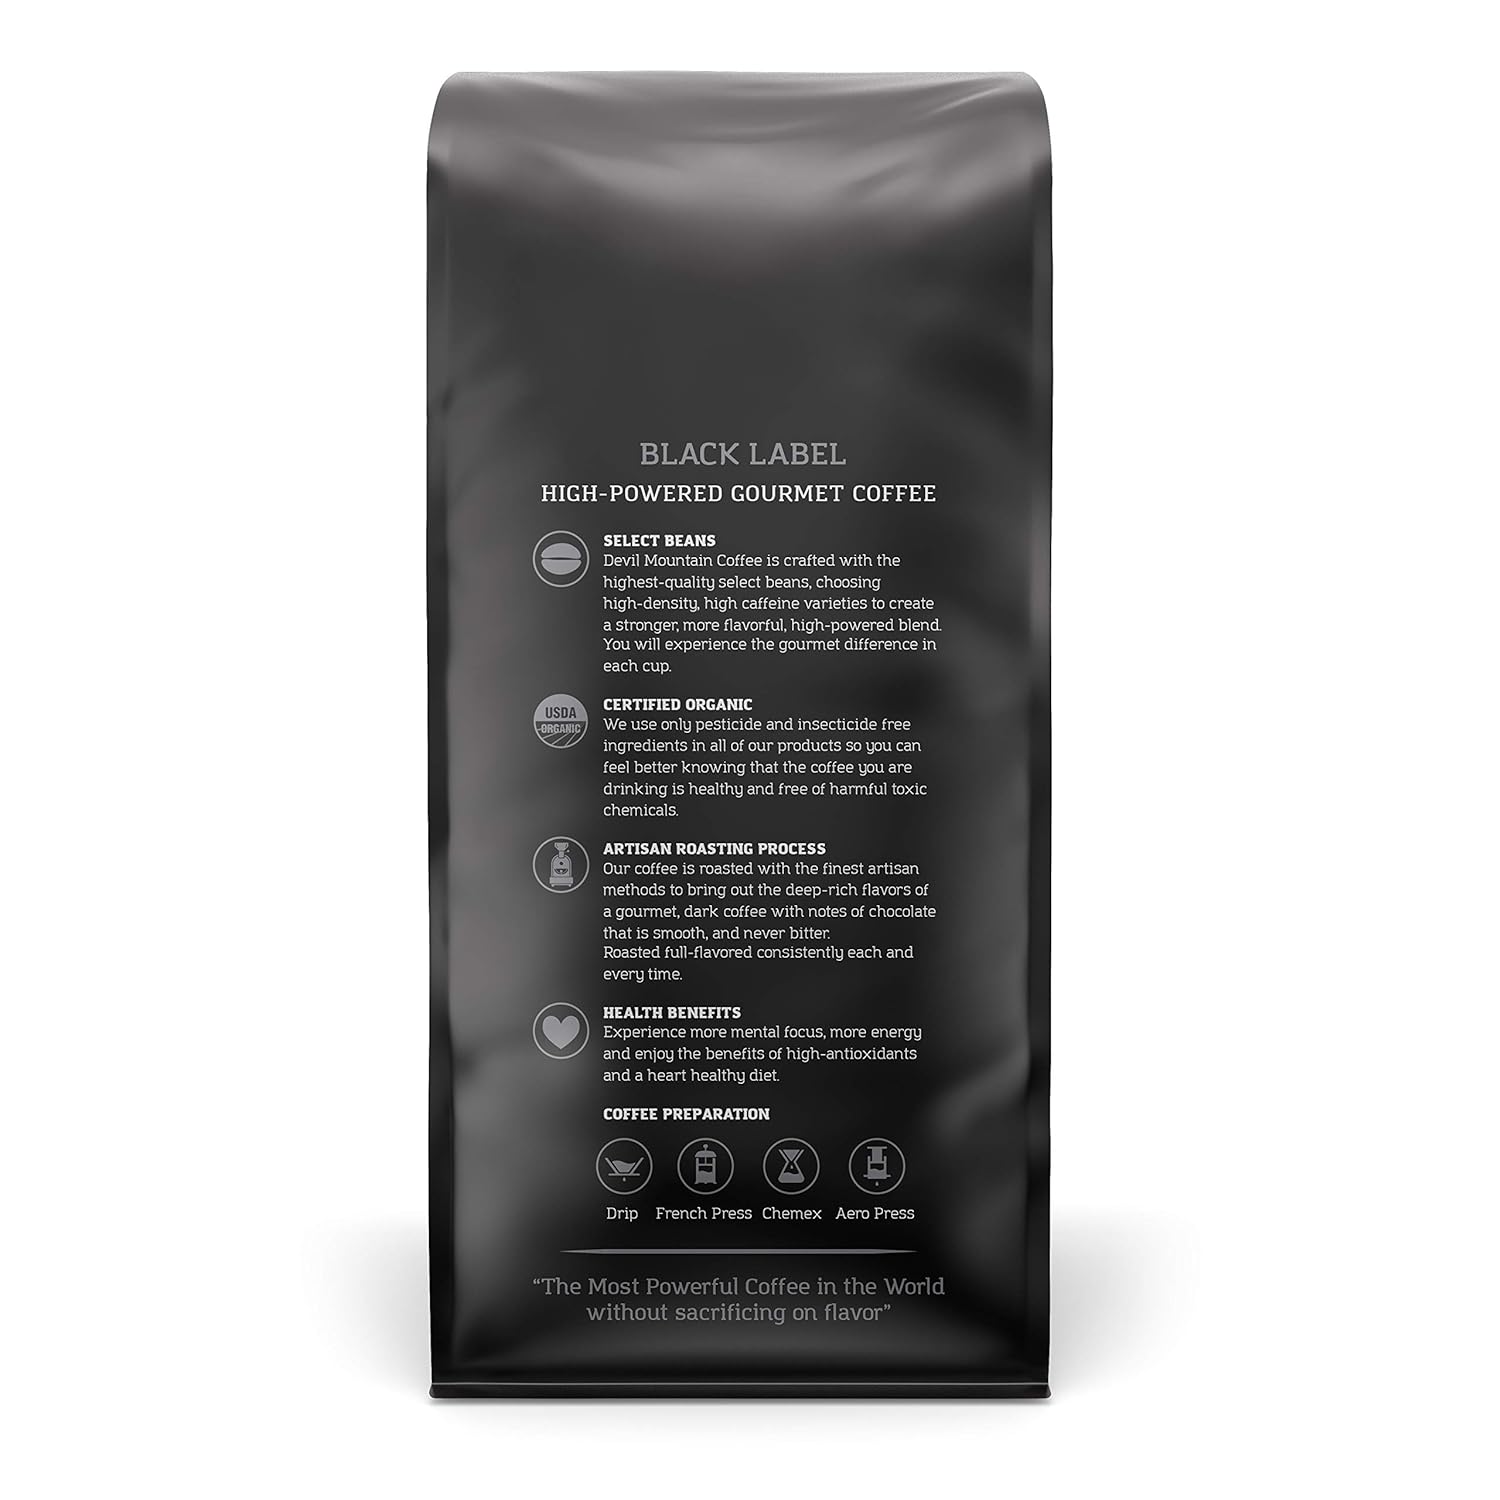 BLACK LABEL
HIGH-POWERED GOURMET COFFEE
SELECT BEANS
Devil Mountain Coffee is crafted with the
highest-quality select beans, choosing
high-density, high caffeine varieties to create
a stronger, more flavorful, high-powered blend.
You will experience the gourmet difference in
each cup.
USDA
ORGANIC
CERTIFIED ORGANIC
We use only pesticide and insecticide free
ingredients in all of our products so you can
feel better knowing that the coffee you are
drinking is healthy and free of harmful toxic
chemicals.
ARTISAN ROASTING PROCESS
Our coffee is roasted with the finest artisan
methods to bring out the deep-rich flavors of
a gourmet, dark coffee with notes of chocolate
that is smooth, and never bitter.
Roasted full-flavored consistently each and
every time.
HEALTH BENEFITS
Experience more mental focus, more energy
and enjoy the benefits of high-antioxidants
and a heart healthy diet.
COFFEE PREPARATION
Drip French Press Chemex Aero Press
“The Most Powerful Coffee in the World
without sacrificing on flavor”